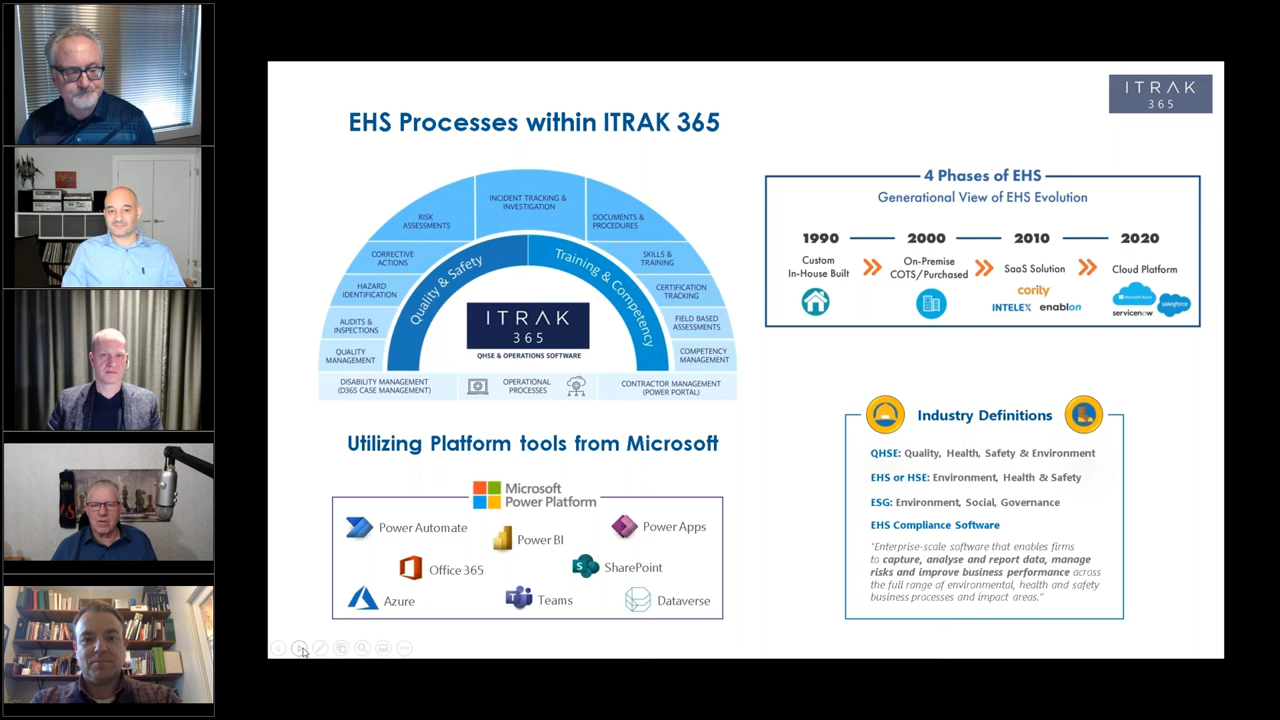 EHS Processes within ITRAK 365
ITRAK
365
INCIDENT TRACKING &
INVESTIGATION
RISK
ASSESSMENTS
DOCUMENTS &
PROCEDURES
CORRECTIVE
ACTIONS
SKILLS &
TRAINING
HAZARD
IDENTIFICATION
CERTIFICATION
TRACKING
AUDITS &
INSPECTIONS
FIELD BASED
ASSESSMENTS
QUALITY
MANAGEMENT
COMPETENCY
MANAGEMENT
Quality & Safety
Training & Competency
ITRAK
365
QHSE & OPERATIONS SOFTWARE
DISABILITY MANAGEMENT
(D365 CASE MANAGEMENT)
OPERATIONAL
PROCESSES
CONTRACTOR MANAGEMENT
(POWER PORTAL)
4 Phases of EHS
Generational View of EHS Evolution
1990
2000
2010
2020
Custom
In-House Built
On-Premise
COTS/Purchased
SaaS Solution
Cloud Platform
cority
INTELEX
enablon
Microsoft Azure
salesforce
servicenow
Utilizing Platform tools from Microsoft
Microsoft
Power Platform
Power Automate
Power BI
Power Apps
Office 365
SharePoint
Azure
Teams
Dataverse
Industry Definitions
QHSE: Quality, Health, Safety & Environment
EHS or HSE: Environment, Health & Safety
ESG: Environment, Social, Governance
EHS Compliance Software
"Enterprise-scale software that enables firms
to capture, analyse and report data, manage
risks and improve business performance across
the full range of environmental, health and safety
business processes and impact areas."